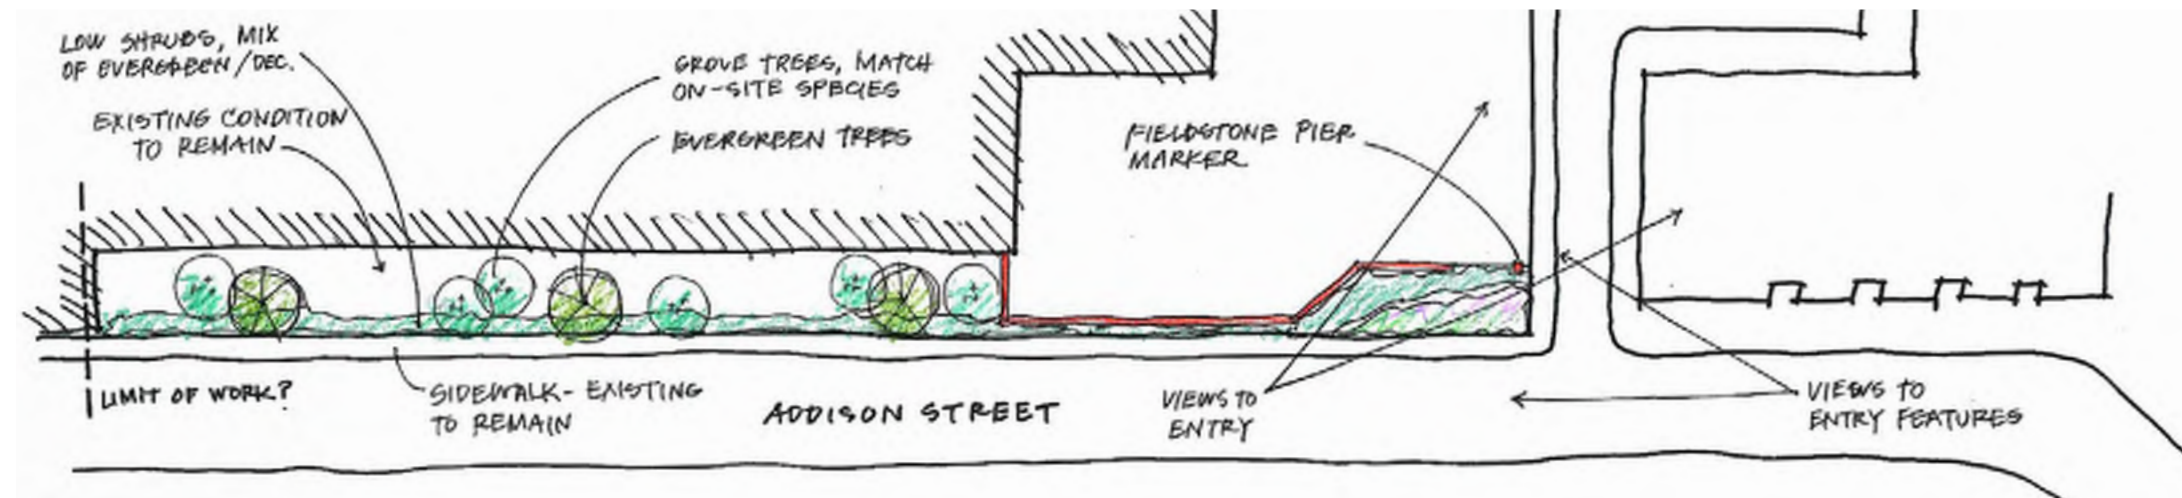 LOW SHRUBS, MIX
OF EVERGREEN/DEC.
EXISTING CONDITION
TO REMAIN
GROVE TREES, MATCH
ON-SITE SPECIES
EVERGREEN TREES
FIELDSTONE PIER
MARKER
LIMIT OF WORK?
SIDEWALK - EXISTING
TO REMAIN
ADDISON STREET
VIEWS TO
ENTRY
VIEWS TO
ENTRY FEATURES